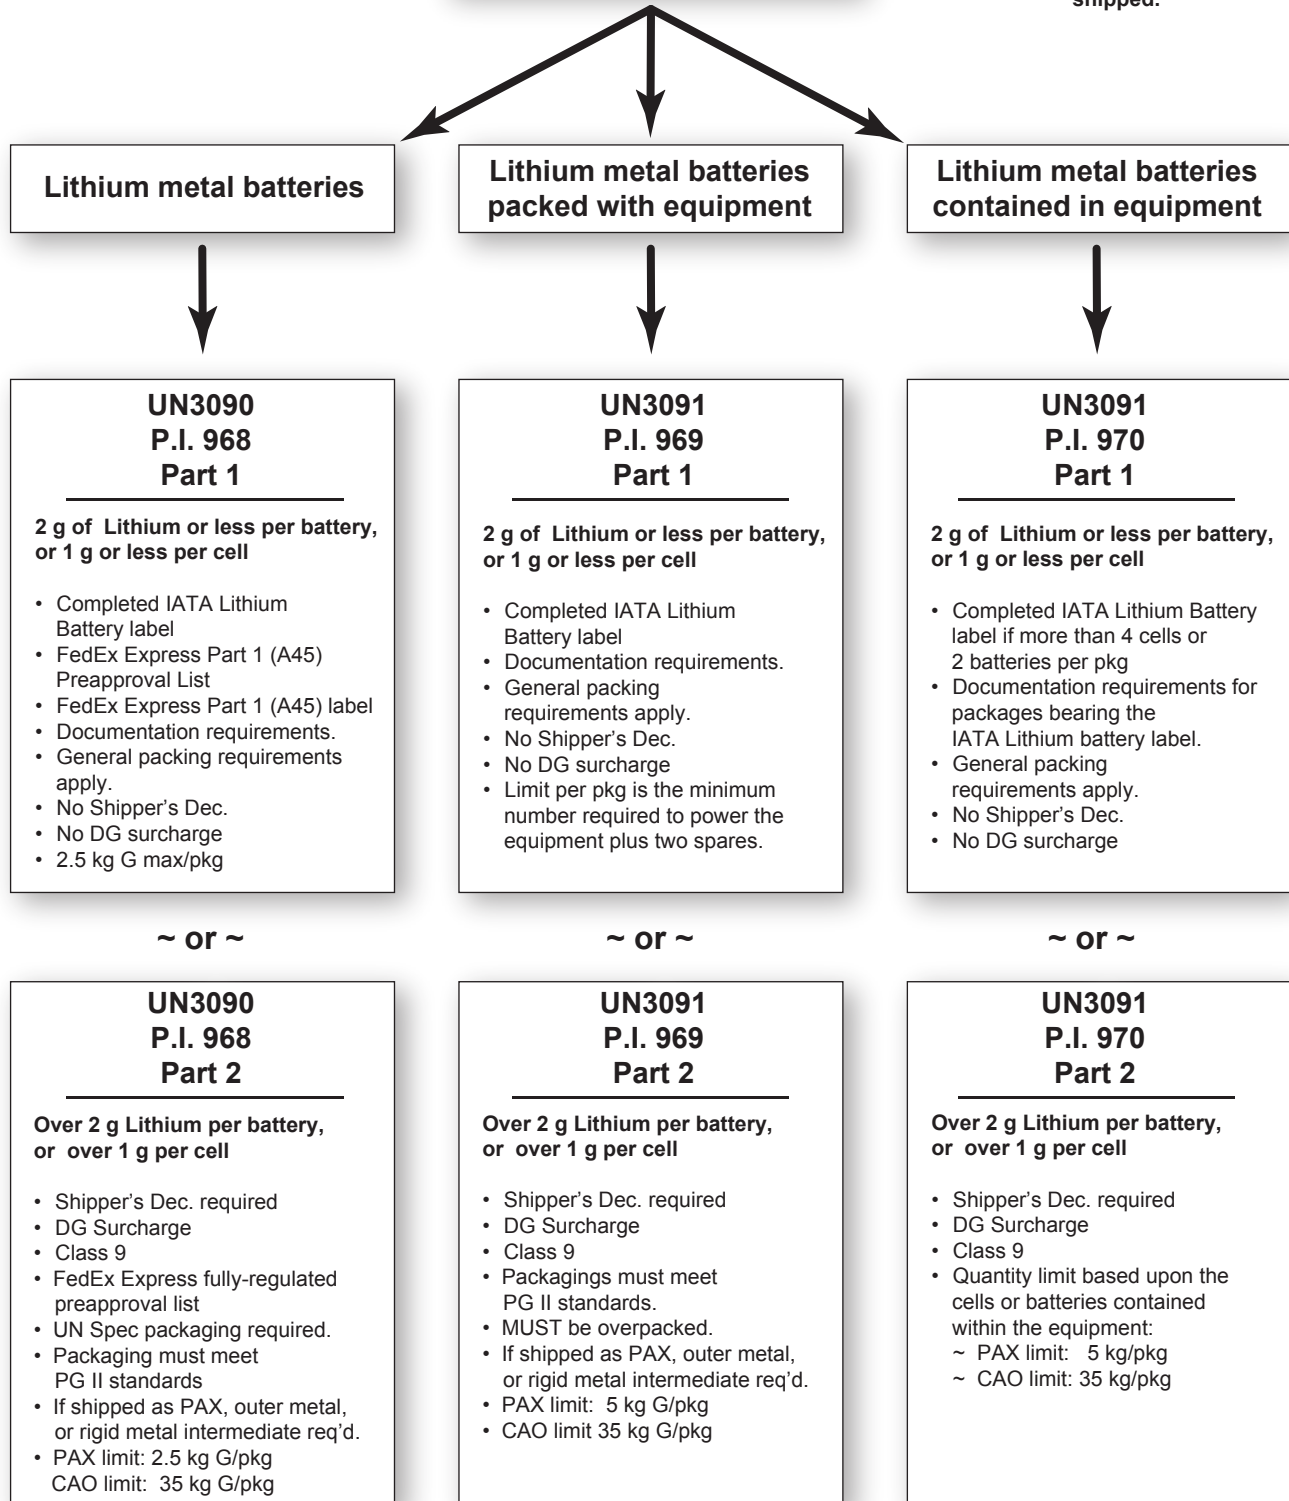 shipped.
Lithium metal batteries
Lithium metal batteries
packed with equipment
Lithium metal batteries
contained in equipment
UN3090
P.I. 968
Part 1
2 g of Lithium or less per battery,
or 1 g or less per cell
• Completed IATA Lithium
Battery label
• FedEx Express Part 1 (A45)
Preapproval List
• FedEx Express Part 1 (A45) label
• Documentation requirements.
• General packing requirements
apply.
• No Shipper's Dec.
• No DG surcharge
• 2.5 kg G max/pkg
UN3091
P.I. 969
Part 1
2 g of Lithium or less per battery,
or 1 g or less per cell
• Completed IATA Lithium
Battery label
• Documentation requirements.
• General packing
requirements apply.
• No Shipper's Dec.
• No DG surcharge
• Limit per pkg is the minimum
number required to power the
equipment plus two spares.
UN3091
P.I. 970
Part 1
2 g of Lithium or less per battery,
or 1 g or less per cell
• Completed IATA Lithium Battery
label if more than 4 cells or
2 batteries per pkg
• Documentation requirements for
packages bearing the
IATA Lithium battery label.
• General packing
requirements apply.
• No Shipper's Dec.
• No DG surcharge
~ or ~
~ or ~
~ or ~
UN3090
P.I. 968
Part 2
Over 2 g Lithium per battery,
or over 1 g per cell
• Shipper's Dec. required
• DG Surcharge
• Class 9
• FedEx Express fully-regulated
preapproval list
• UN Spec packaging required.
• Packaging must meet
PG II standards
• If shipped as PAX, outer metal,
or rigid metal intermediate req'd.
• PAX limit: 2.5 kg G/pkg
CAO limit: 35 kg G/pkg
UN3091
P.I. 969
Part 2
Over 2 g Lithium per battery,
or over 1 g per cell
• Shipper's Dec. required
• DG Surcharge
• Class 9
• Packagings must meet
PG II standards.
• MUST be overpacked.
• If shipped as PAX, outer metal,
or rigid metal intermediate req'd.
• PAX limit: 5 kg G/pkg
• CAO limit 35 kg G/pkg
UN3091
P.I. 970
Part 2
Over 2 g Lithium per battery,
or over 1 g per cell
• Shipper's Dec. required
• DG Surcharge
• Class 9
• Quantity limit based upon the
cells or batteries contained
within the equipment:
~ PAX limit: 5 kg/pkg
~ CAO limit: 35 kg/pkg